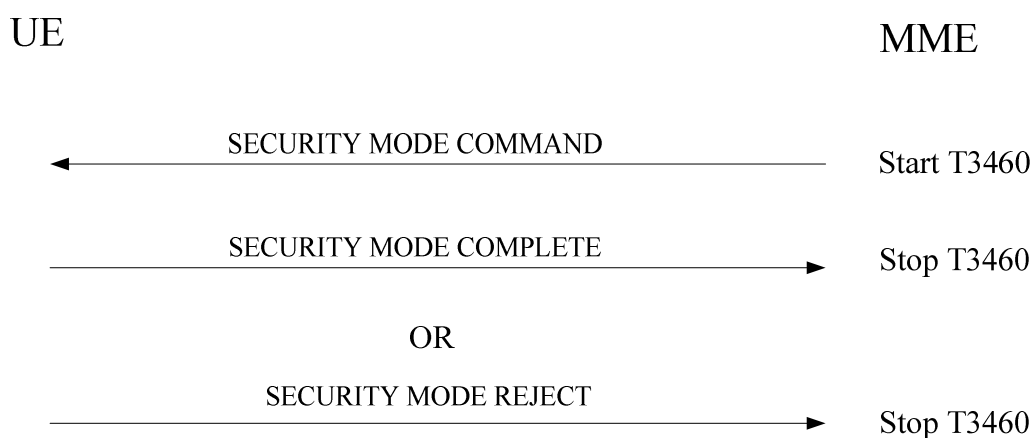 UE
MME
SECURITY MODE COMMAND
Start T3460
SECURITY MODE COMPLETE
Stop T3460
OR
SECURITY MODE REJECT
Stop T3460